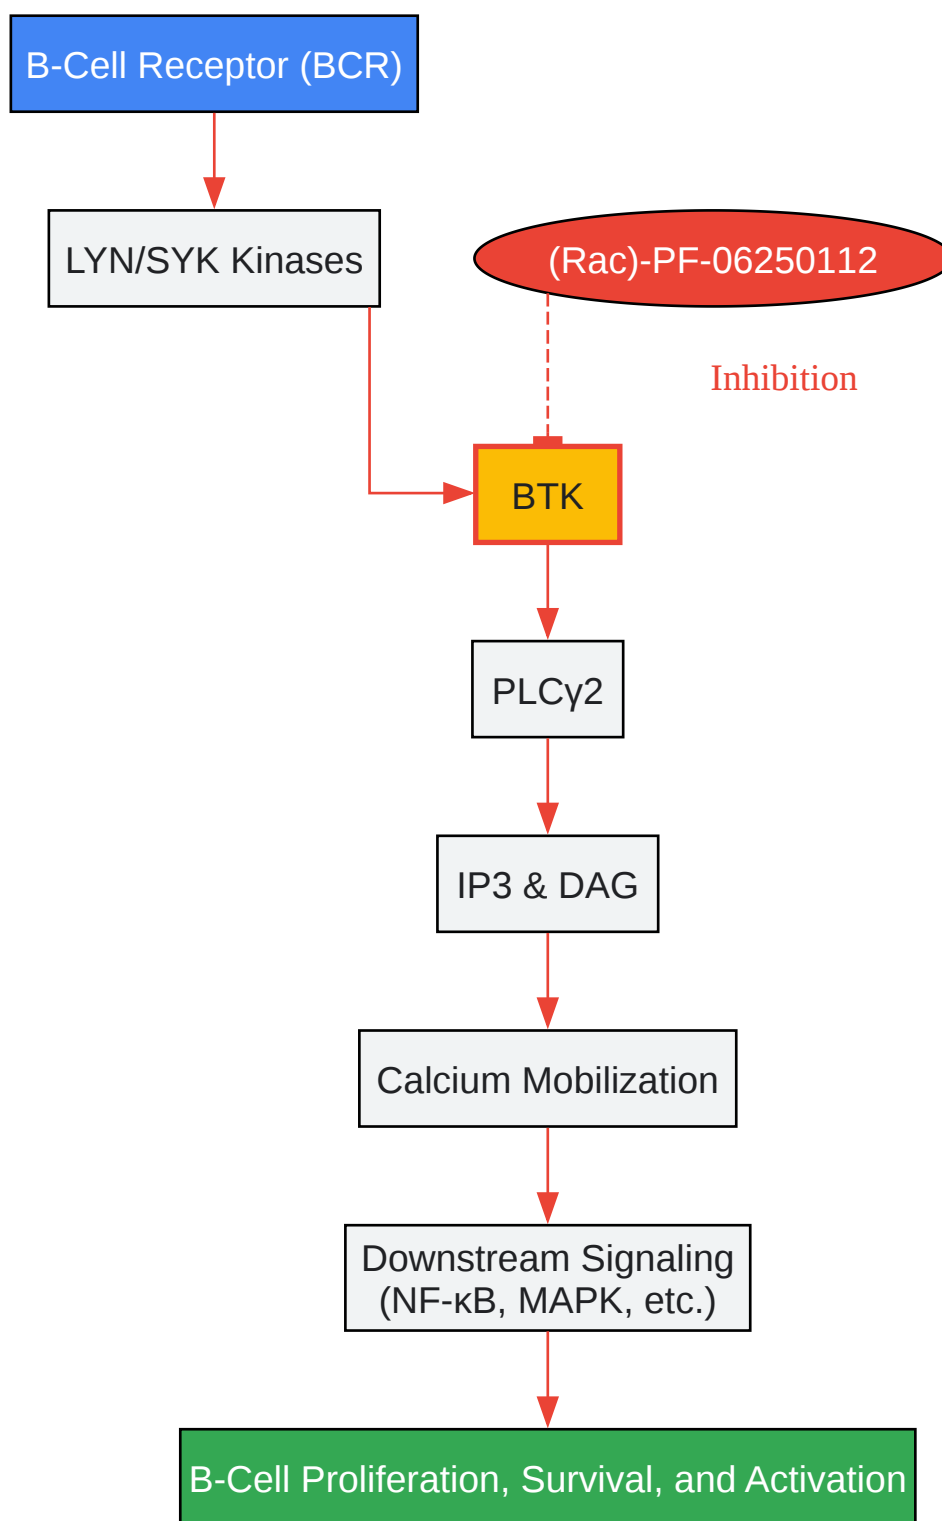 B-Cell Receptor (BCR)
LYN/SYK Kinases
(Rac)-PF-06250112
Inhibition
BTK
PLCγ2
IP3 & DAG
Calcium Mobilization
Downstream Signaling
(NF-κB, MAPK, etc.)
B-Cell Proliferation, Survival, and Activation